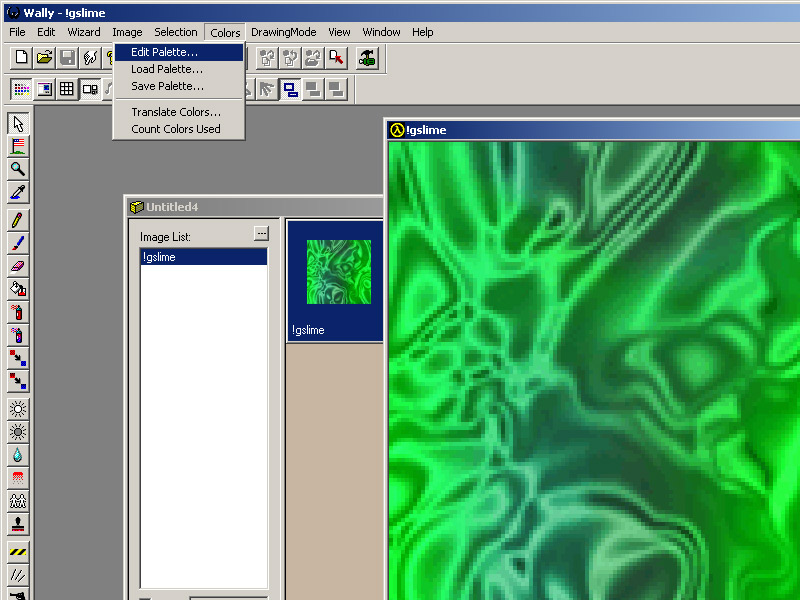 Wally - !gslime
File Edit Wizard Image Selection Colors DrawingMode View Window Help
Edit Palette...
Load Palette...
Save Palette...
Translate Colors...
Count Colors Used
!gslime
Untitled4
Image List:
...
!gslime
!gslime